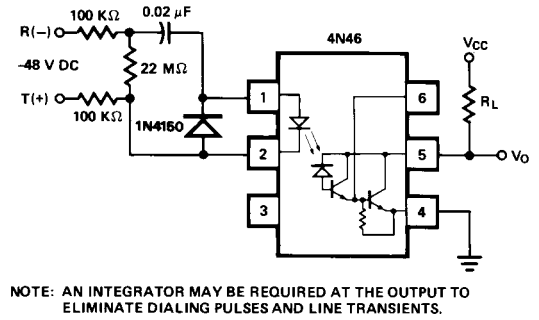 100 KΩ
0.02 µF
R(−)
4N46
VCC
−48 V DC
22 MΩ
RL
T(+)
100 KΩ
1N4150
1
6
2
5
VO
3
4
NOTE: AN INTEGRATOR MAY BE REQUIRED AT THE OUTPUT TO
ELIMINATE DIALING PULSES AND LINE TRANSIENTS.